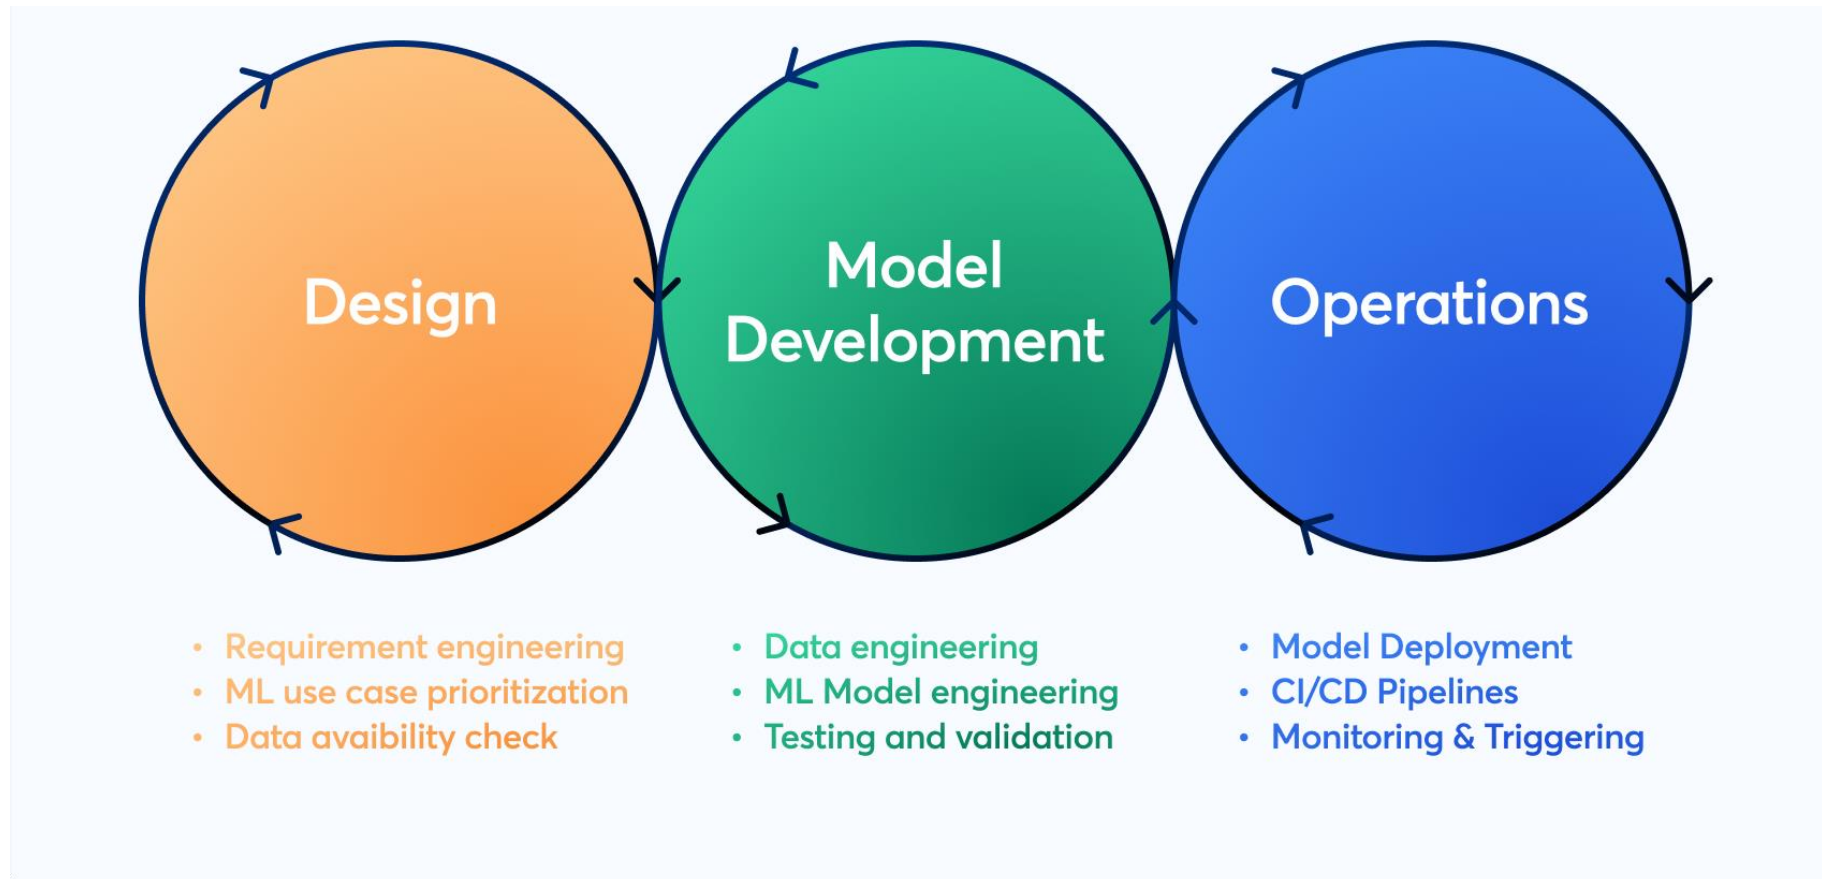 Design
Model
Development
Operations
• Requirement engineering
• ML use case prioritization
• Data avaibility check
• Data engineering
• ML Model engineering
• Testing and validation
• Model Deployment
• CI/CD Pipelines
• Monitoring & Triggering